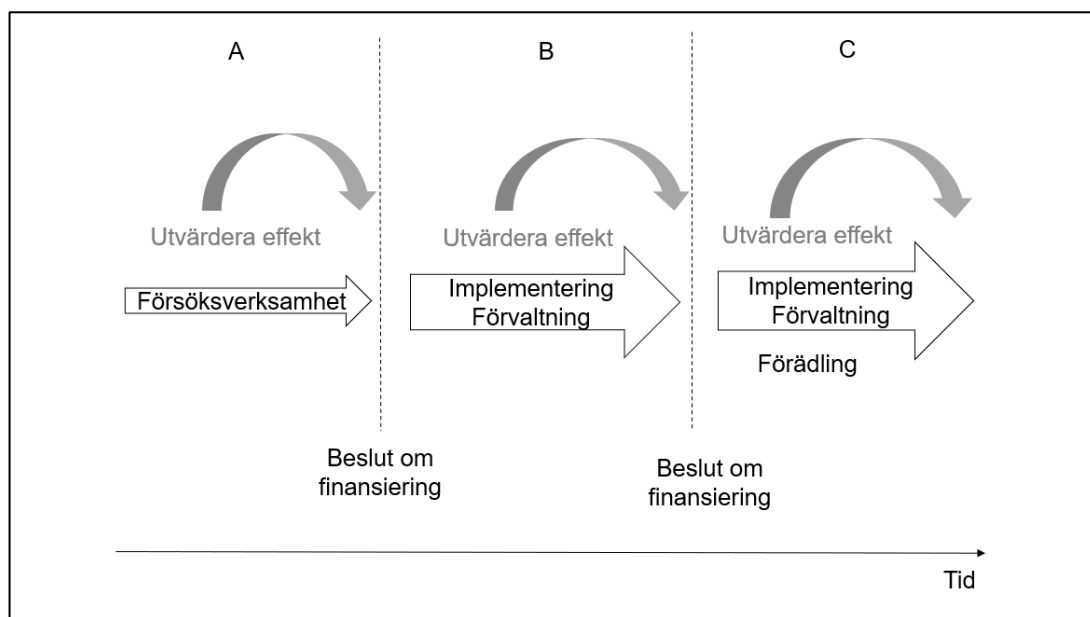 A
B
C
Utvärdera effekt
Utvärdera effekt
Utvärdera effekt
Försöksverksamhet
Implementering
Förvaltning
Implementering
Förvaltning
Förädling
Beslut om
finansiering
Beslut om
finansiering
Tid